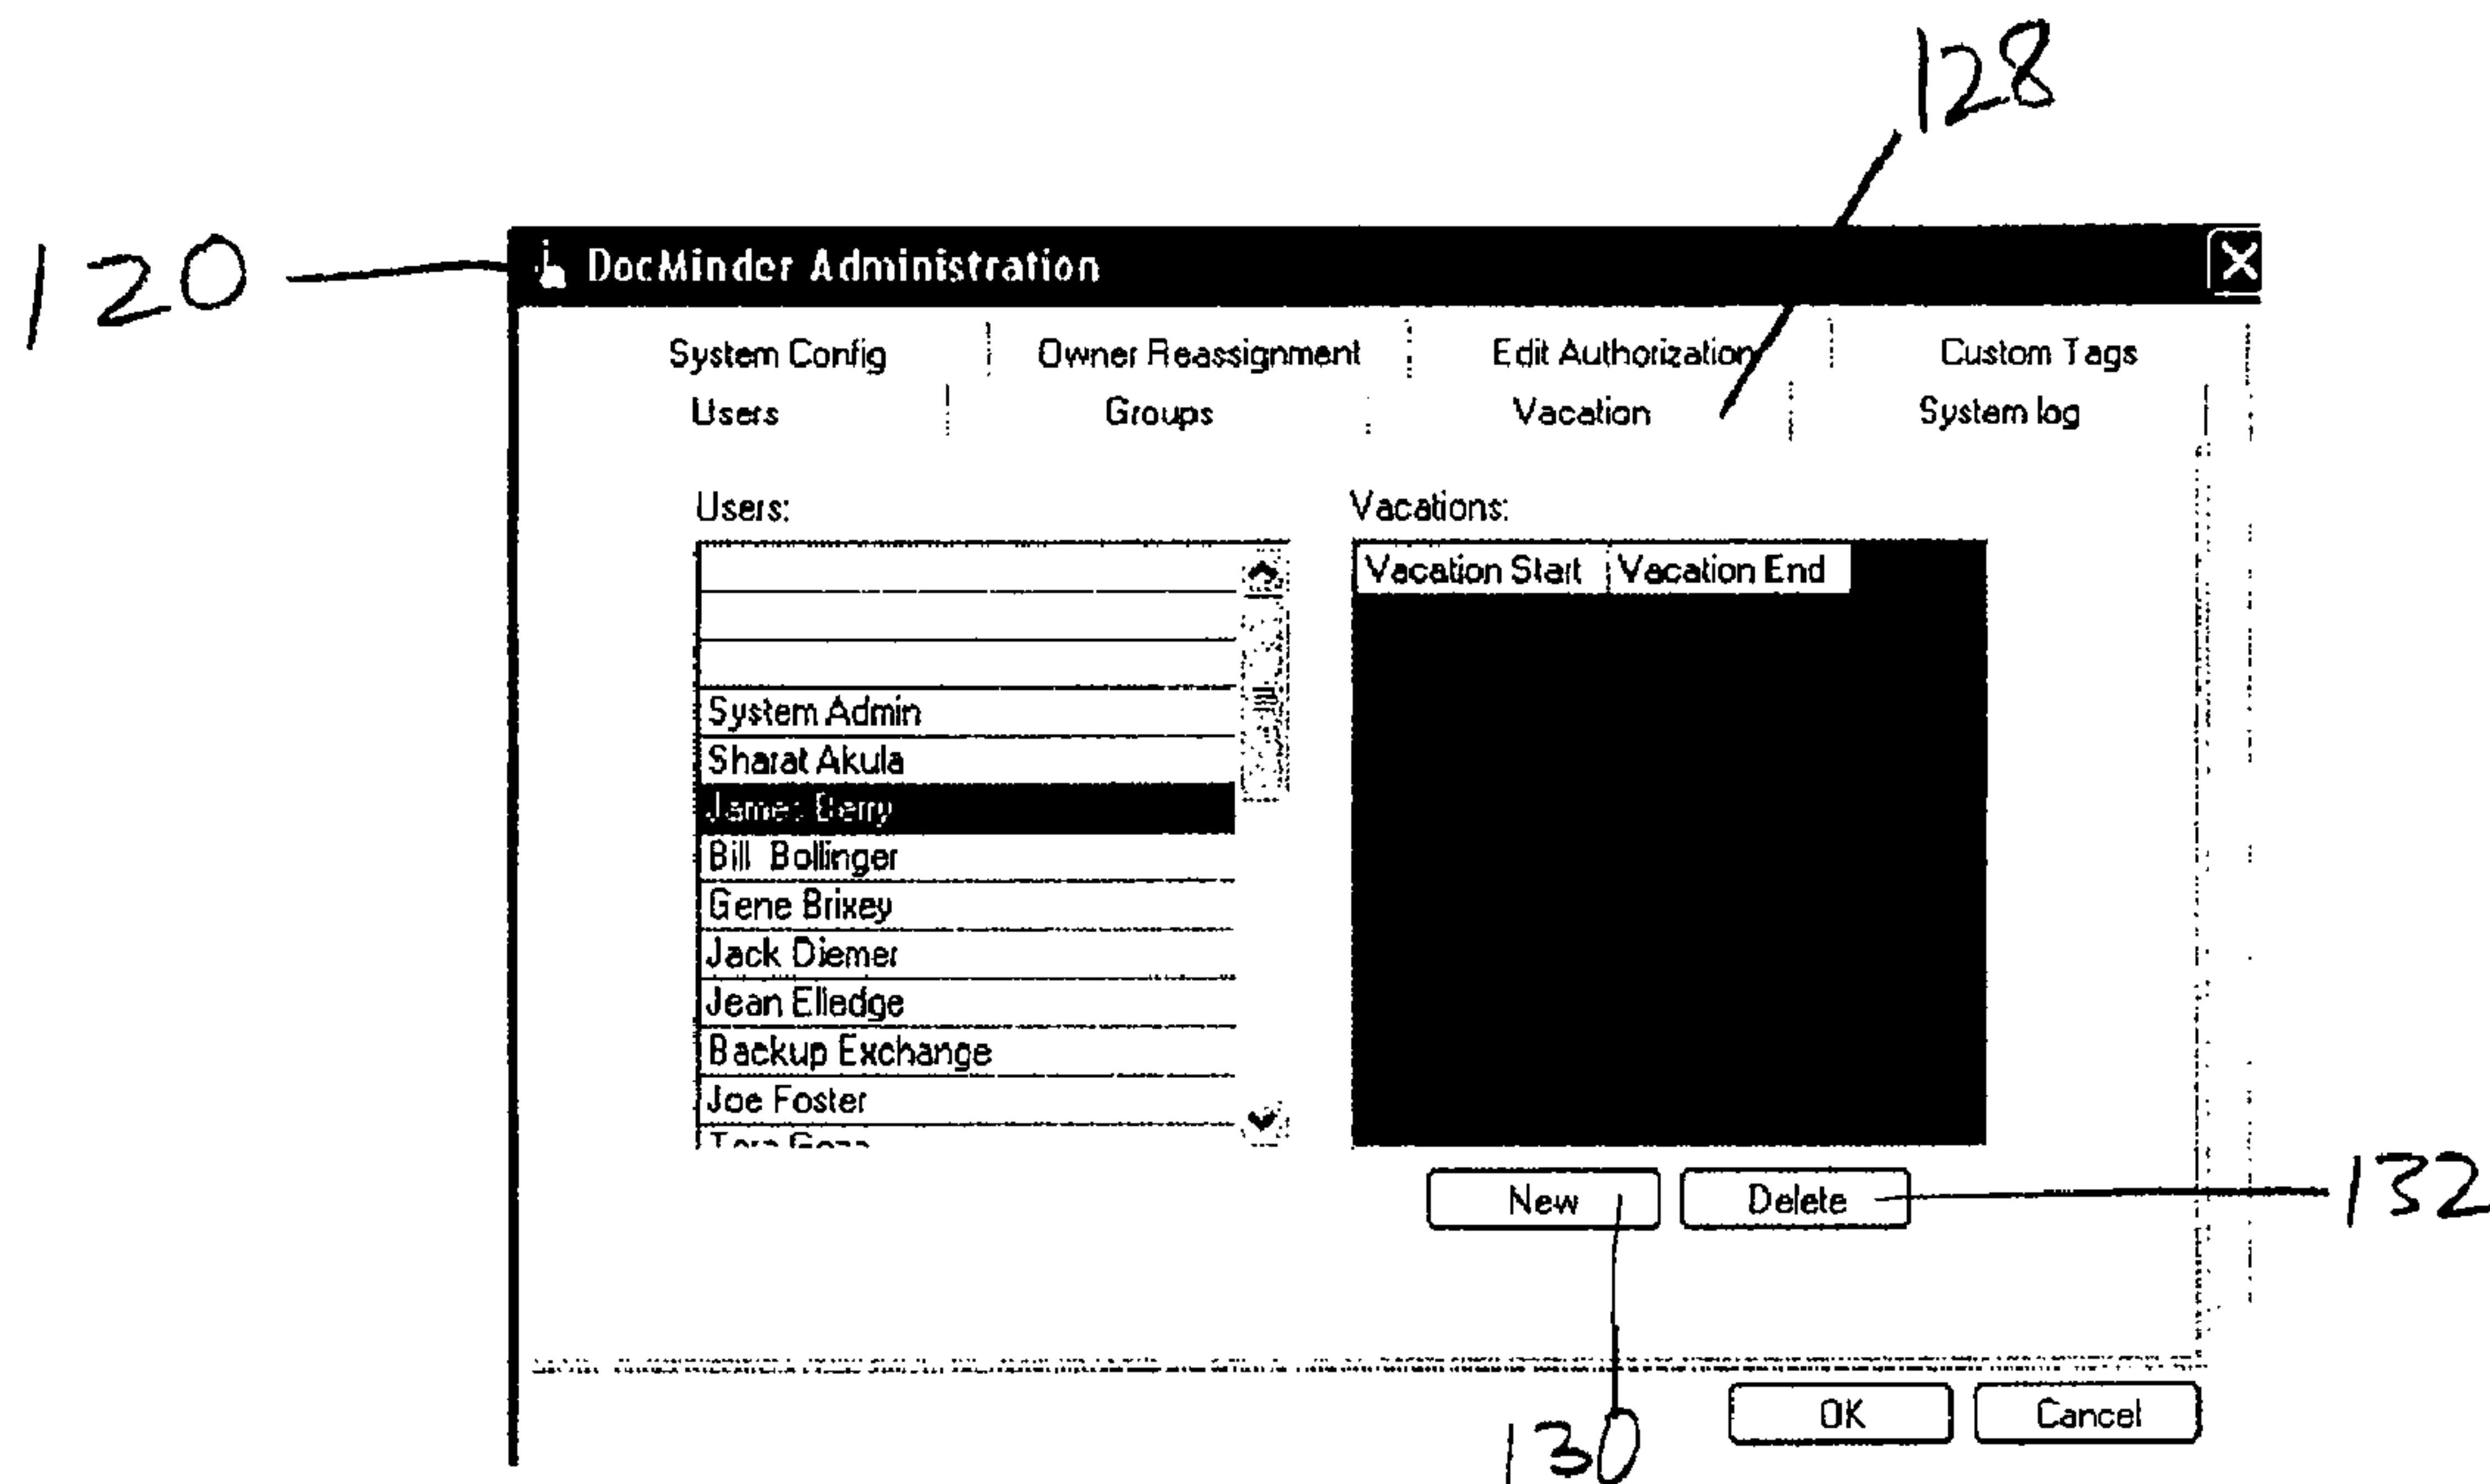 128
120
DocMinder Administration
System Config Owner Reassignment Edit Authorization Custom Tags
Users Groups Vacation System log
Users: Vacations:
Vacation Start Vacation End
System Admin
Sharat Akula
James Berry
Bill Bollinger
Gene Brixey
Jack Diemer
Jean Elledge
Backup Exchange
Joe Foster
New Delete
132
OK Cancel
130